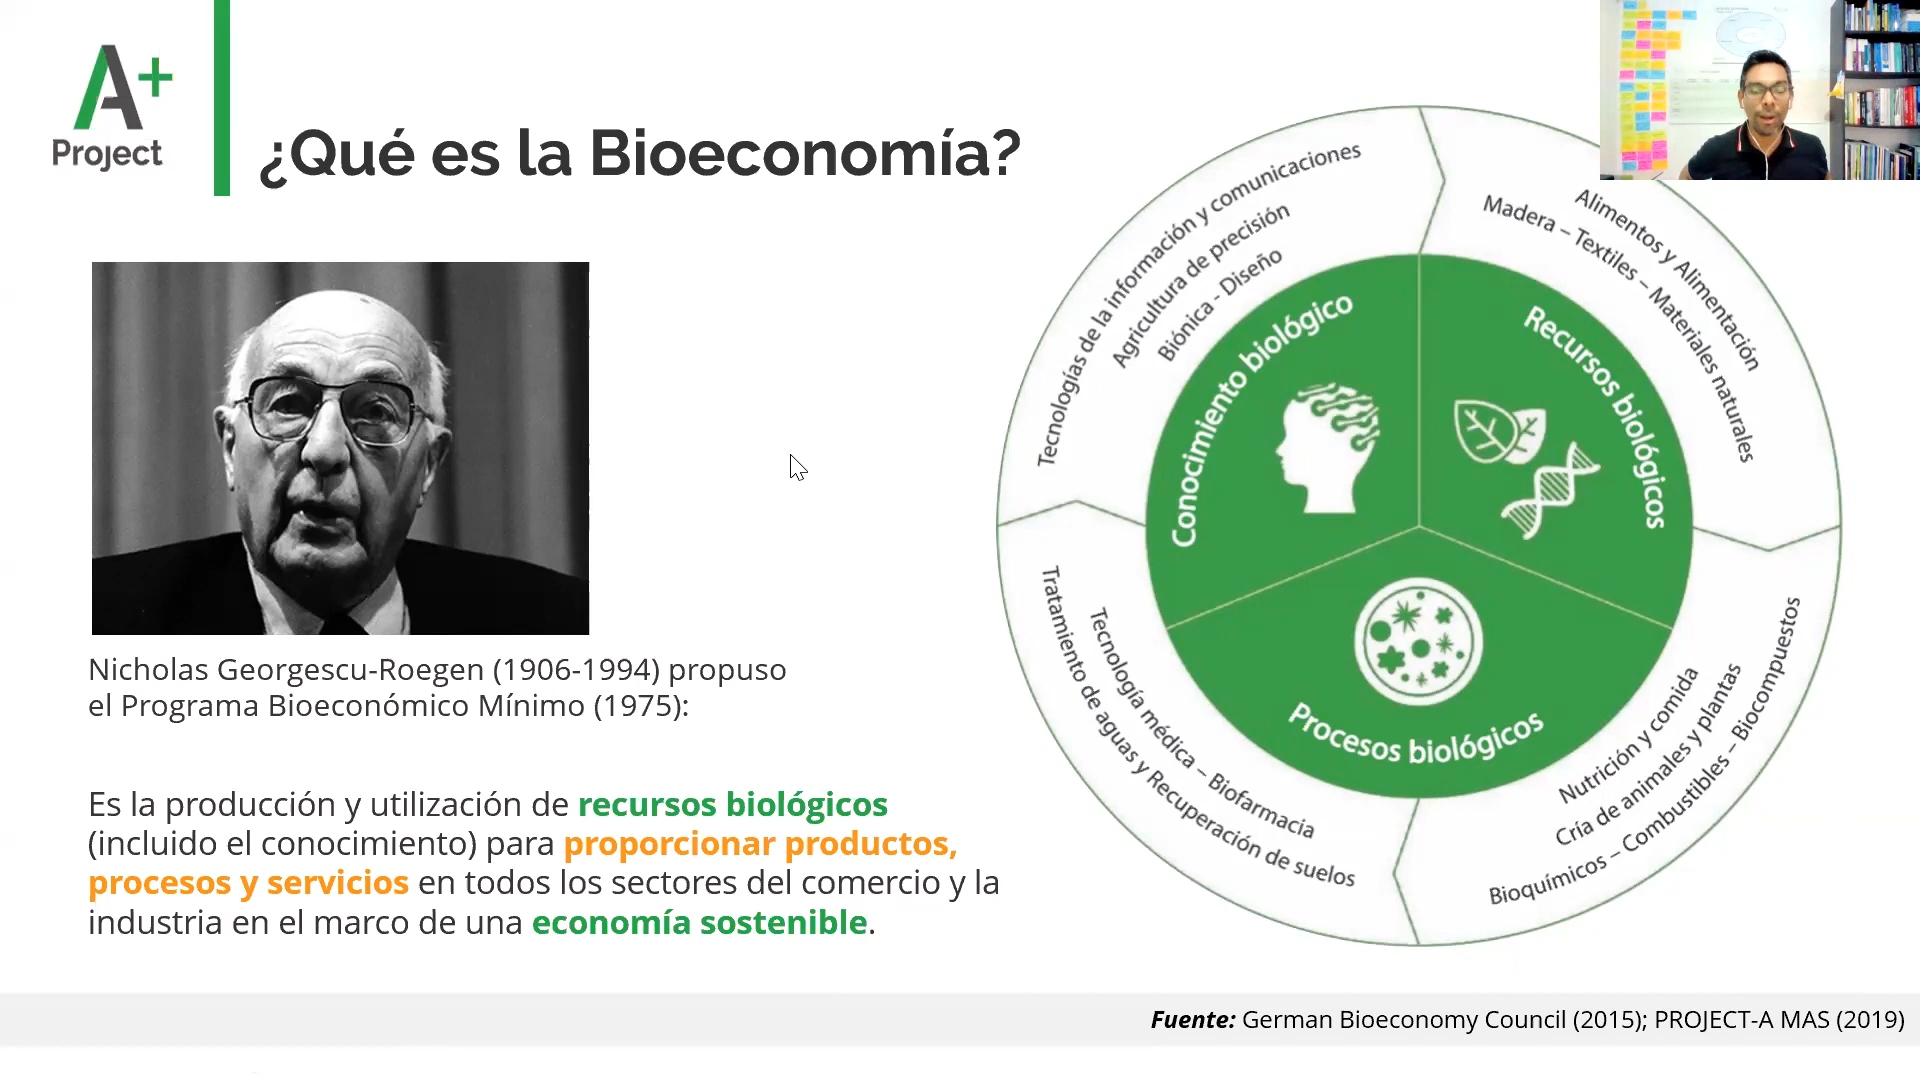 A+
Project
¿Qué es la Bioeconomía?
Nicholas Georgescu-Roegen (1906-1994) propuso
el Programa Bioeconómico Mínimo (1975):
Es la producción y utilización de recursos biológicos
(incluido el conocimiento) para proporcionar productos,
procesos y servicios en todos los sectores del comercio y la
industria en el marco de una economía sostenible.
Tecnologías de la información y comunicaciones
Agricultura de precisión
Biónica - Diseño
Conocimiento biológico
Alimentos y Alimentación
Madera – Textiles – Materiales naturales
Recursos biológicos
Nutrición y comida
Cría de animales y plantas
Bioquímicos – Combustibles – Biocompuestos
Procesos biológicos
Tecnología médica – Biofarmacia
Tratamiento de aguas y Recuperación de suelos
Fuente: German Bioeconomy Council (2015); PROJECT-A MAS (2019)